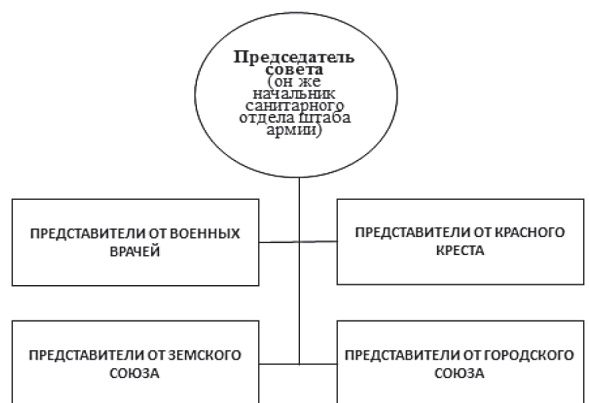 Председатель
совета
(он же
начальник
санитарного
отдела штаба
армии)
ПРЕДСТАВИТЕЛИ ОТ ВОЕННЫХ
ВРАЧЕЙ
ПРЕДСТАВИТЕЛИ ОТ КРАСНОГО
КРЕСТА
ПРЕДСТАВИТЕЛИ ОТ ЗЕМСКОГО
СОЮЗА
ПРЕДСТАВИТЕЛИ ОТ ГОРОДСКОГО
СОЮЗА